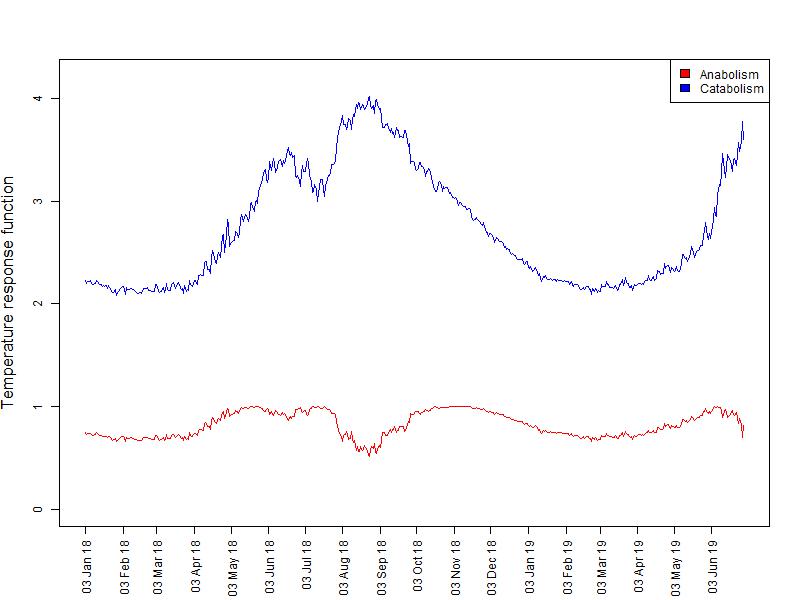 Anabolism
Catabolism
Temperature response function
4
3
2
1
0
03 Jan 18
03 Feb 18
03 Mar 18
03 Apr 18
03 May 18
03 Jun 18
03 Jul 18
03 Aug 18
03 Sep 18
03 Oct 18
03 Nov 18
03 Dec 18
03 Jan 19
03 Feb 19
03 Mar 19
03 Apr 19
03 May 19
03 Jun 19